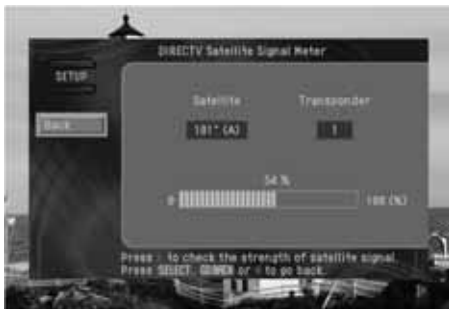 DIRECTV Satellite Signal Meter
SETUP
Back
Satellite Transponder
101° (A) 1
54 %
0 100 (%)
Press : to check the strength of satellite signal.
Press SELECT, or < to go back.